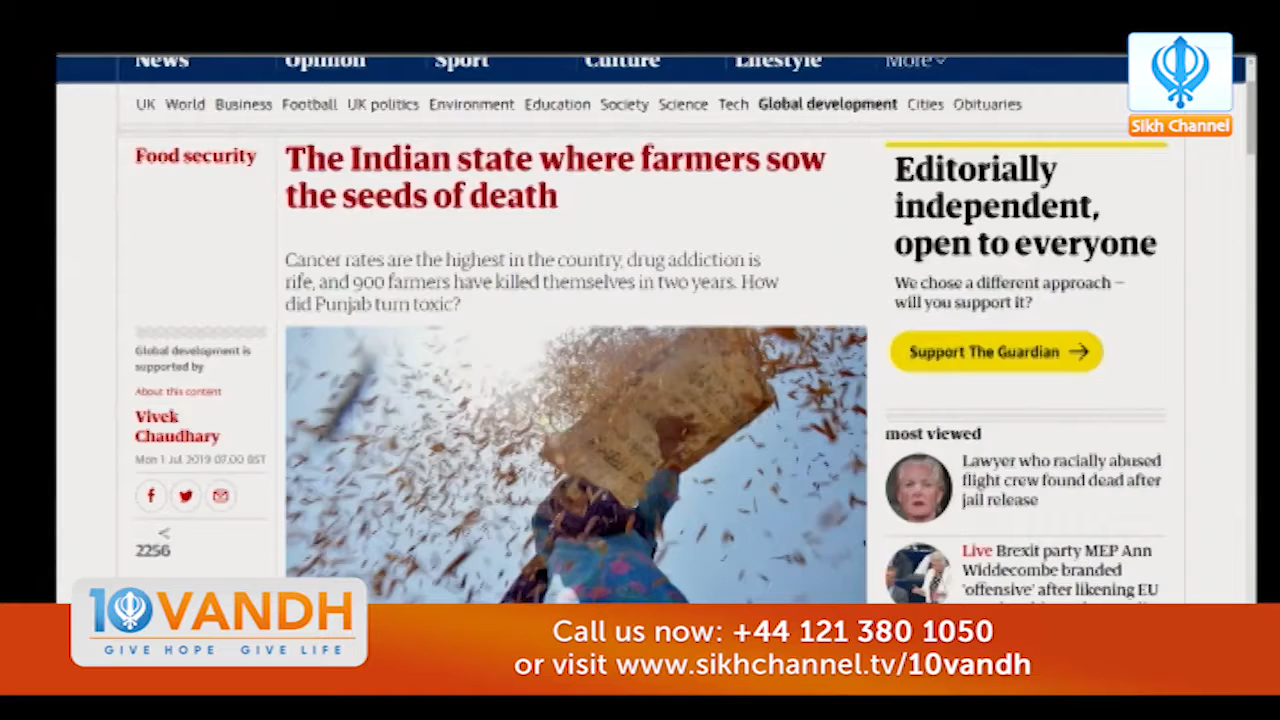 News Opinion Sport Culture Lifestyle More
UK World Business Football UK politics Environment Education Society Science Tech Global development Cities Obituaries
Sikh Channel
Food security
The Indian state where farmers sow
the seeds of death
Cancer rates are the highest in the country, drug addiction is
rife, and 900 farmers have killed themselves in two years. How
did Punjab turn toxic?
Global development is
supported by
About this content
Vivek
Chaudhary
Mon 1 Jul 2019 07.00 BST
2256
Editorially
independent,
open to everyone
We chose a different approach –
will you support it?
Support The Guardian
most viewed
Lawyer who racially abused
flight crew found dead after
jail release
Live Brexit party MEP Ann
Widdecombe branded
'offensive' after likening EU
10VANDH
GIVE HOPE GIVE LIFE
Call us now: +44 121 380 1050
or visit www.sikhchannel.tv/10vandh